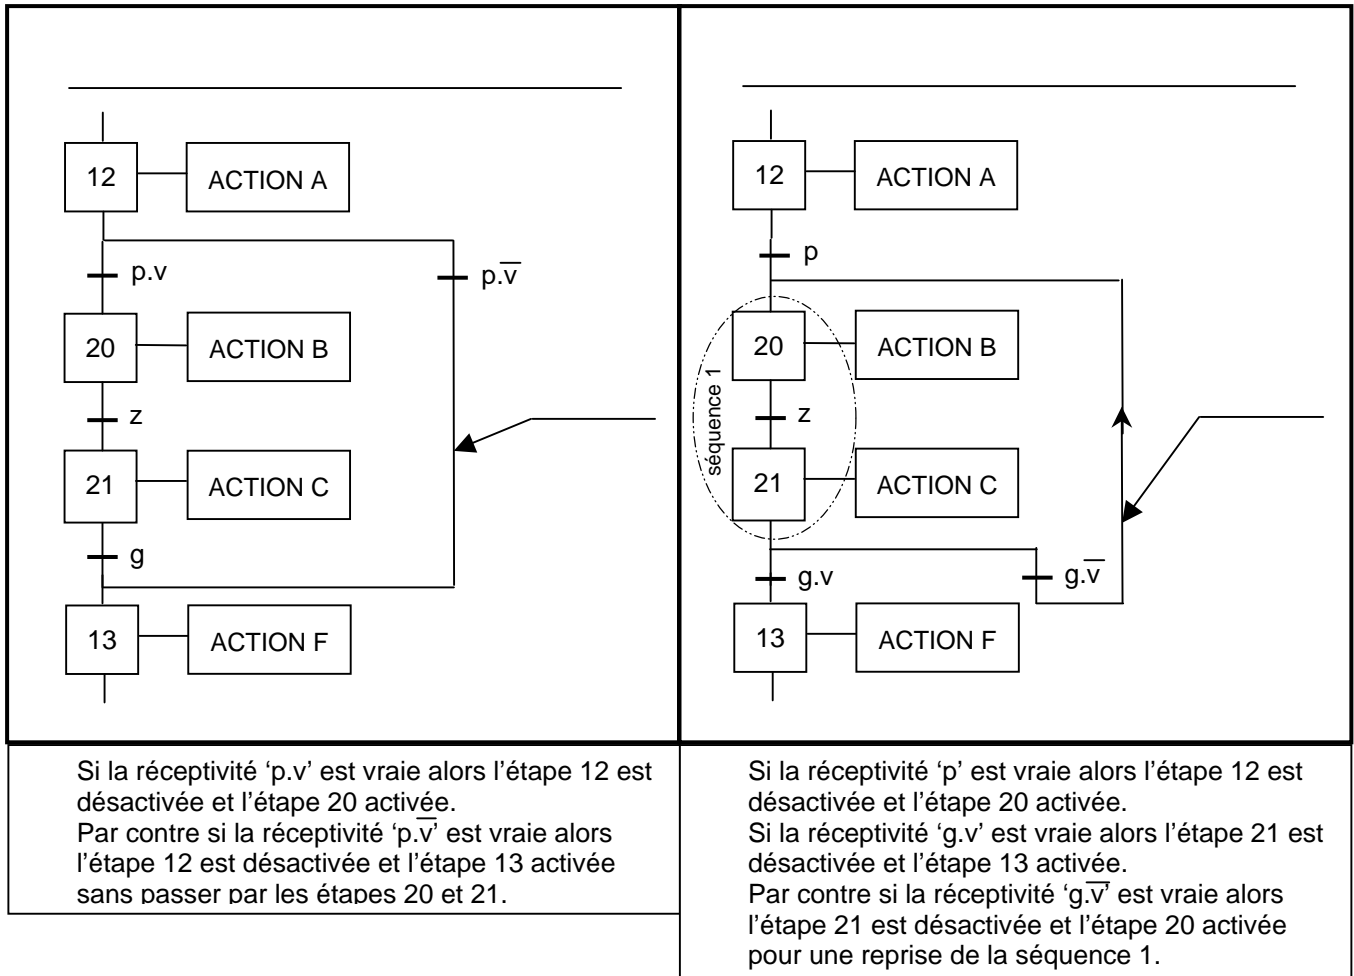 12
ACTION A
p.v
p.v̅
20
ACTION B
z
21
ACTION C
g
13
ACTION F
Si la réceptivité ‘p.v’ est vraie alors l’étape 12 est
désactivée et l’étape 20 activée.
Par contre si la réceptivité ‘p.v̅’ est vraie alors
l’étape 12 est désactivée et l’étape 13 activée
sans passer par les étapes 20 et 21.
12
ACTION A
p
séquence 1
20
ACTION B
z
21
ACTION C
g.v
g.v̅
13
ACTION F
Si la réceptivité ‘p’ est vraie alors l’étape 12 est
désactivée et l’étape 20 activée.
Si la réceptivité ‘g.v’ est vraie alors l’étape 21 est
désactivée et l’étape 13 activée.
Par contre si la réceptivité ‘g.v̅’ est vraie alors
l’étape 21 est désactivée et l’étape 20 activée
pour une reprise de la séquence 1.